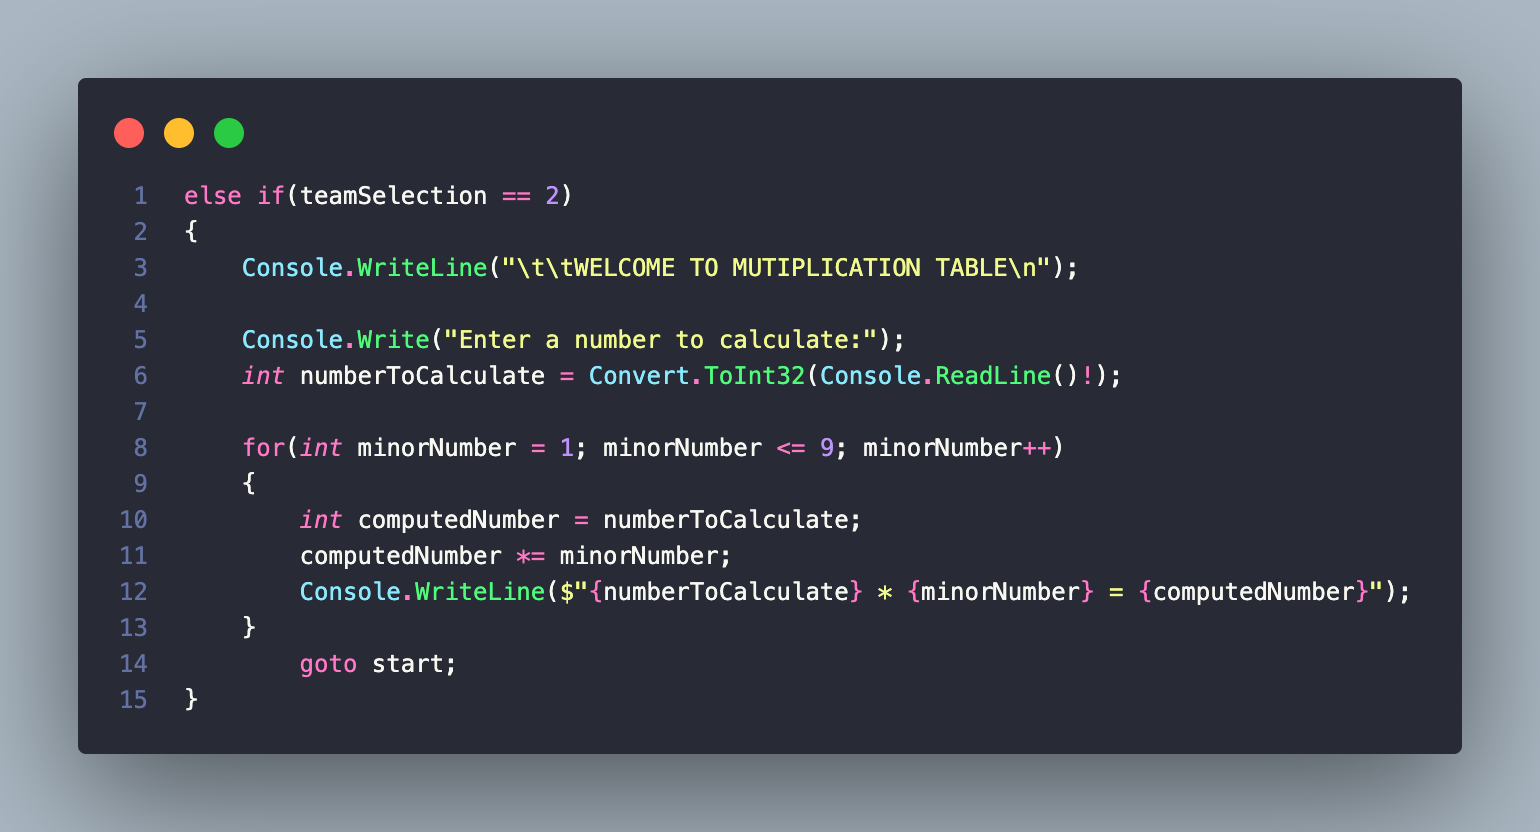 1 else if(teamSelection == 2)
2 {
3     Console.WriteLine("\t\tWELCOME TO MUTIPLICATION TABLE\n");
4
5     Console.Write("Enter a number to calculate:");
6     int numberToCalculate = Convert.ToInt32(Console.ReadLine()!);
7
8     for(int minorNumber = 1; minorNumber <= 9; minorNumber++)
9     {
10         int computedNumber = numberToCalculate;
11         computedNumber *= minorNumber;
12         Console.WriteLine($"{numberToCalculate} * {minorNumber} = {computedNumber}");
13     }
14         goto start;
15 }